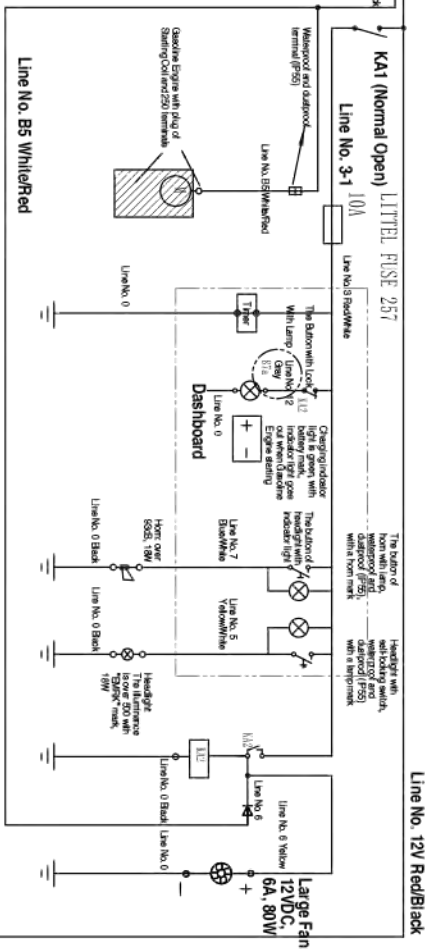 Line No. 12V Red/Black
KA1 (Normal Open)
LITTEL FUSE 257
Line No. 3-1
10A
Line No. 3 Red/White
Waterproof and dustproof
terminal (IP55)
Line No. B5White/Red
Gasoline Engine with plug of
Starting Coil and 250 terminals
Line No. B5 White/Red
Line No. 0
Timer
The Button with Lock
With Lamp
Line No. 12
Gray
KA2
Line No. 0
Dashboard
+ -
Charging indicator
light is green, with
battery mark,
indicator light goes
out when Gasoline
Engine starting
The button of
horn with lamp,
waterproof and
dustproof (IP55),
with a horn mark
The button of
headlight with
indicator light
Line No. 7
Blue/White
Horn: over
93dB, 18W
Line No. 0 Black
Headlight with
self-locking switch,
waterproof and
dustproof (IP55)
with a lamp mark
Line No. 5
Yellow/White
Line No. 0 Black
Headlight
The illuminance
is over 500 with
"EMRK" mark,
18W
KA2
KA2
Line No. 0 Black
Line No. 6
Line No. 6 Yellow
Line No. 0
Large Fan
12VDC,
6A, 80W
+
-